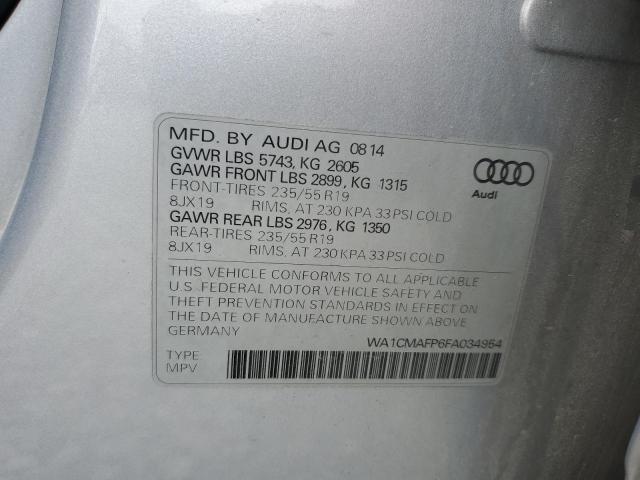 MFD. BY AUDI AG 08 14
GVWR LBS 5743, KG 2605
GAWR FRONT LBS 2899, KG 1315
FRONT-TIRES 235/55 R19
8JX19 RIMS, AT 230 KPA 33 PSI COLD
GAWR REAR LBS 2976, KG 1350
REAR-TIRES 235/55 R19
8JX19 RIMS, AT 230 KPA 33 PSI COLD
Audi
THIS VEHICLE CONFORMS TO ALL APPLICABLE
U.S. FEDERAL MOTOR VEHICLE SAFETY AND
THEFT PREVENTION STANDARDS IN EFFECT ON
THE DATE OF MANUFACTURE SHOWN ABOVE.
GERMANY
WA1CMAFP6FA034954
TYPE
MPV